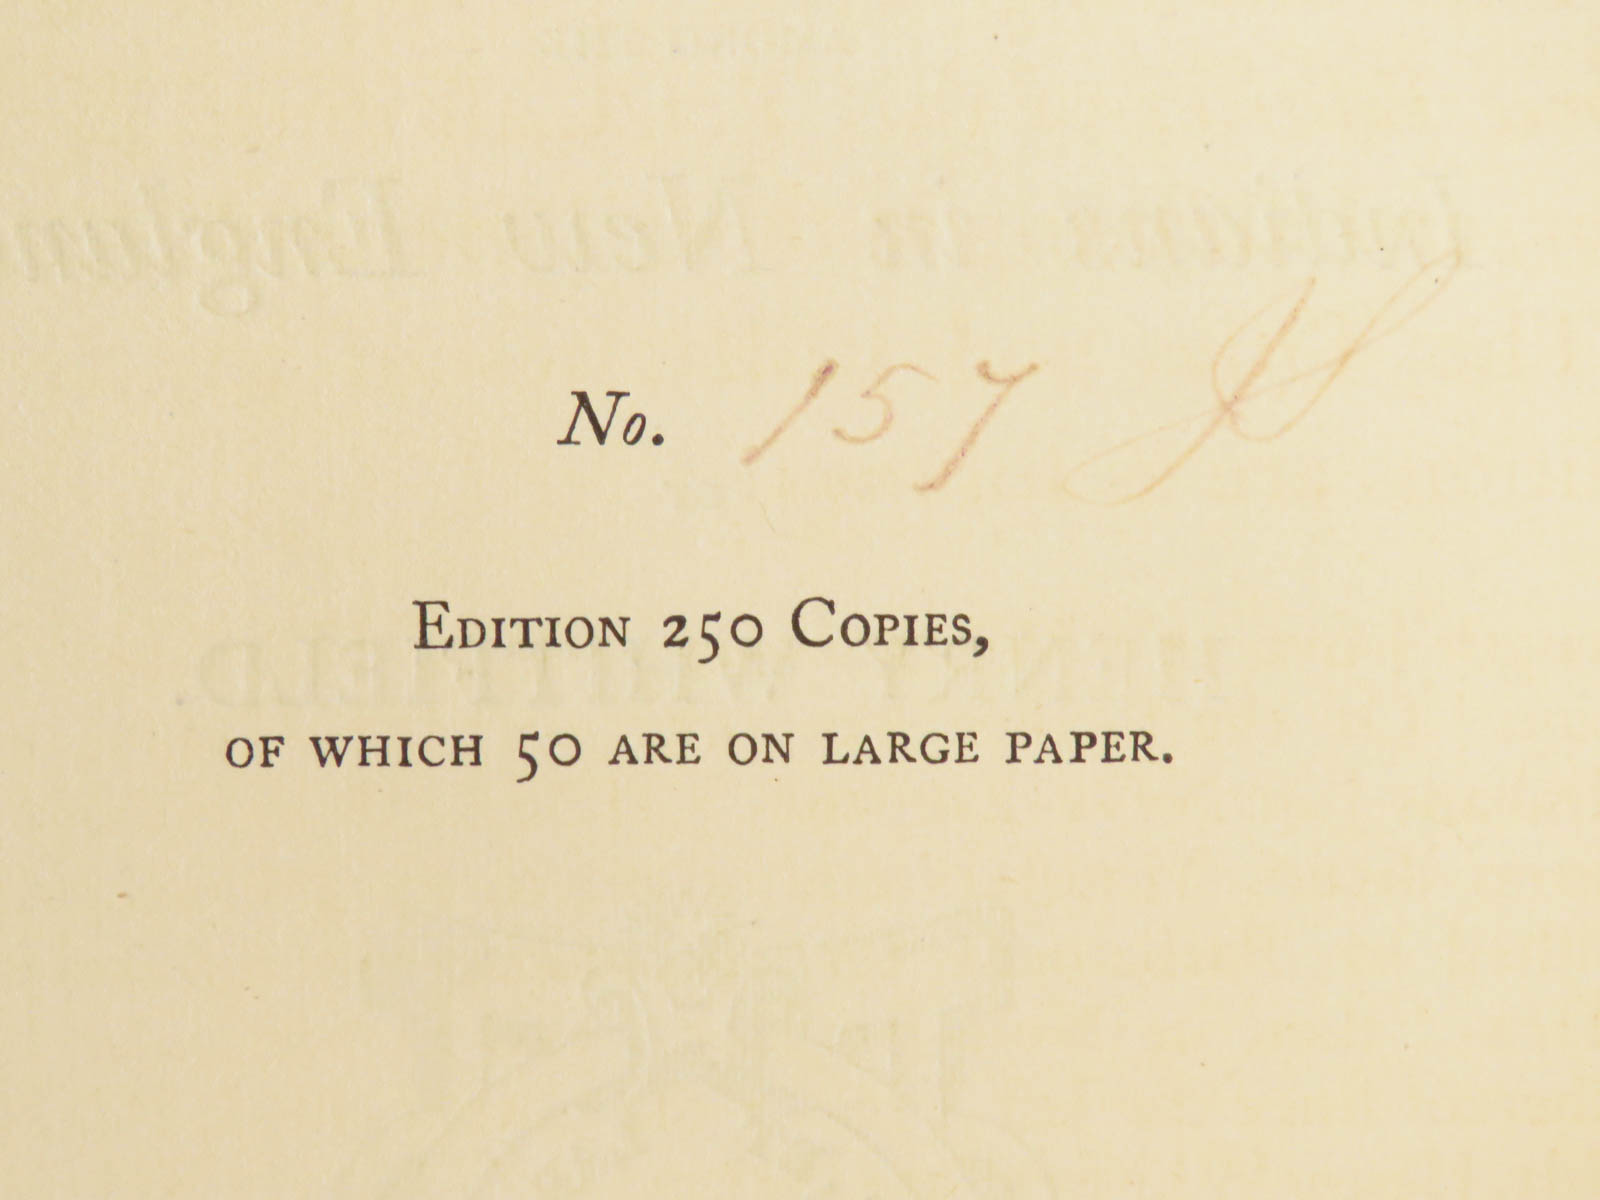 No. 157 S
Edition 250 Copies,
of which 50 are on large paper.